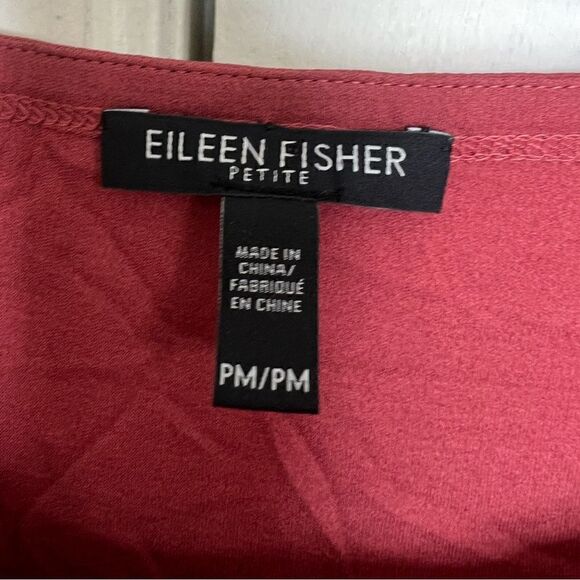 EILEEN FISHER
PETITE
MADE IN
CHINA/
FABRIQUÉ
EN CHINE
PM/PM